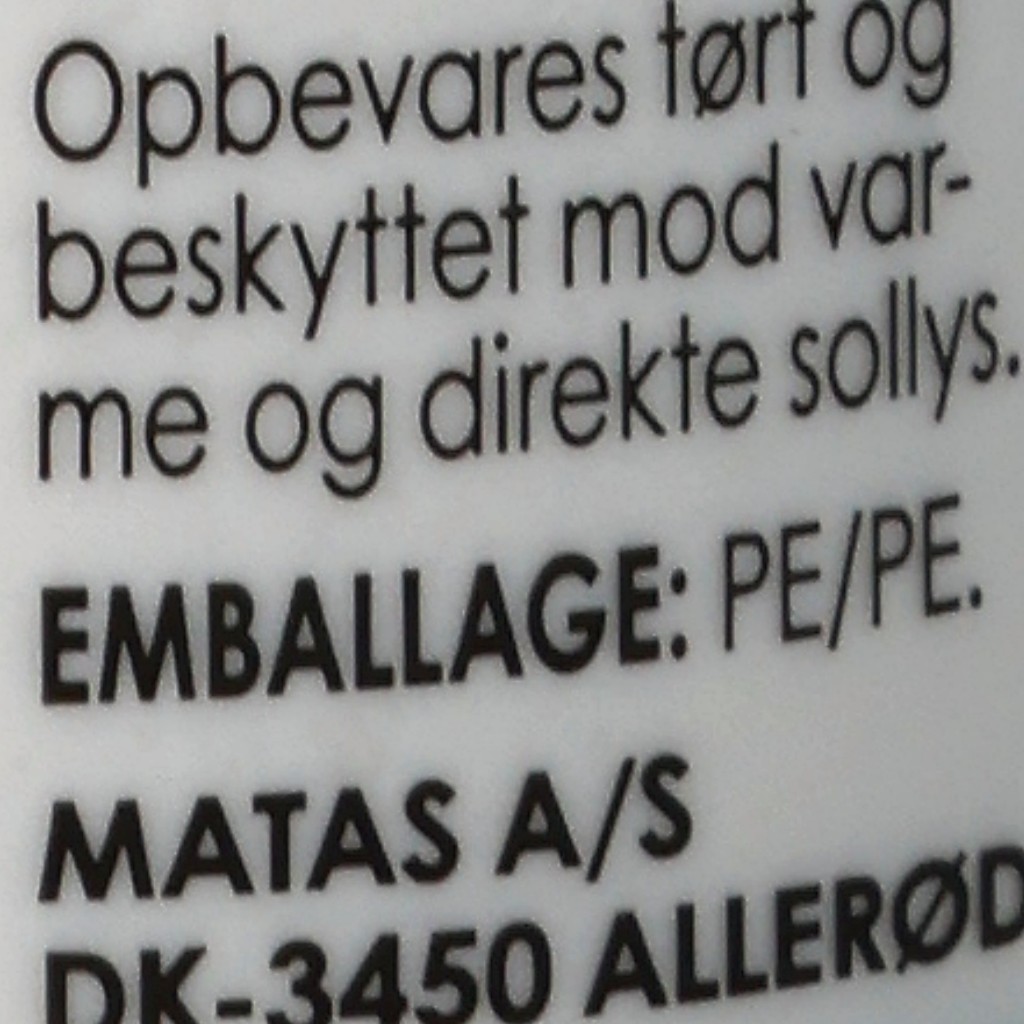 Opbevares tørt og
beskyttet mod var-
me og direkte sollys.
EMBALLAGE: PE/PE.
MATAS A/S
DK-3450 ALLERØD